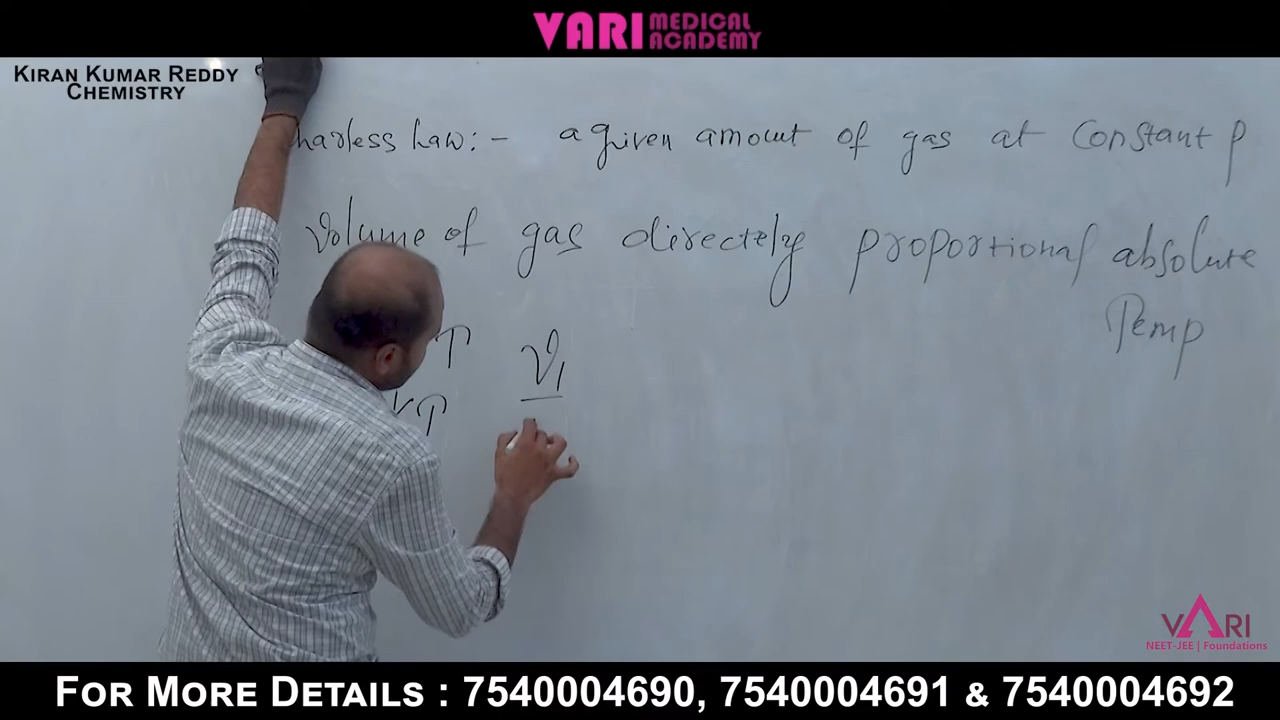 VARI MEDICAL ACADEMY
KIRAN KUMAR REDDY
CHEMISTRY
harless Law:- a given amount of gas at Constant P
Volume of gas directely proportional absolute
Temp
T V1
T
VARI
NEET-JEE | Foundations
FOR MORE DETAILS : 7540004690, 7540004691 & 7540004692